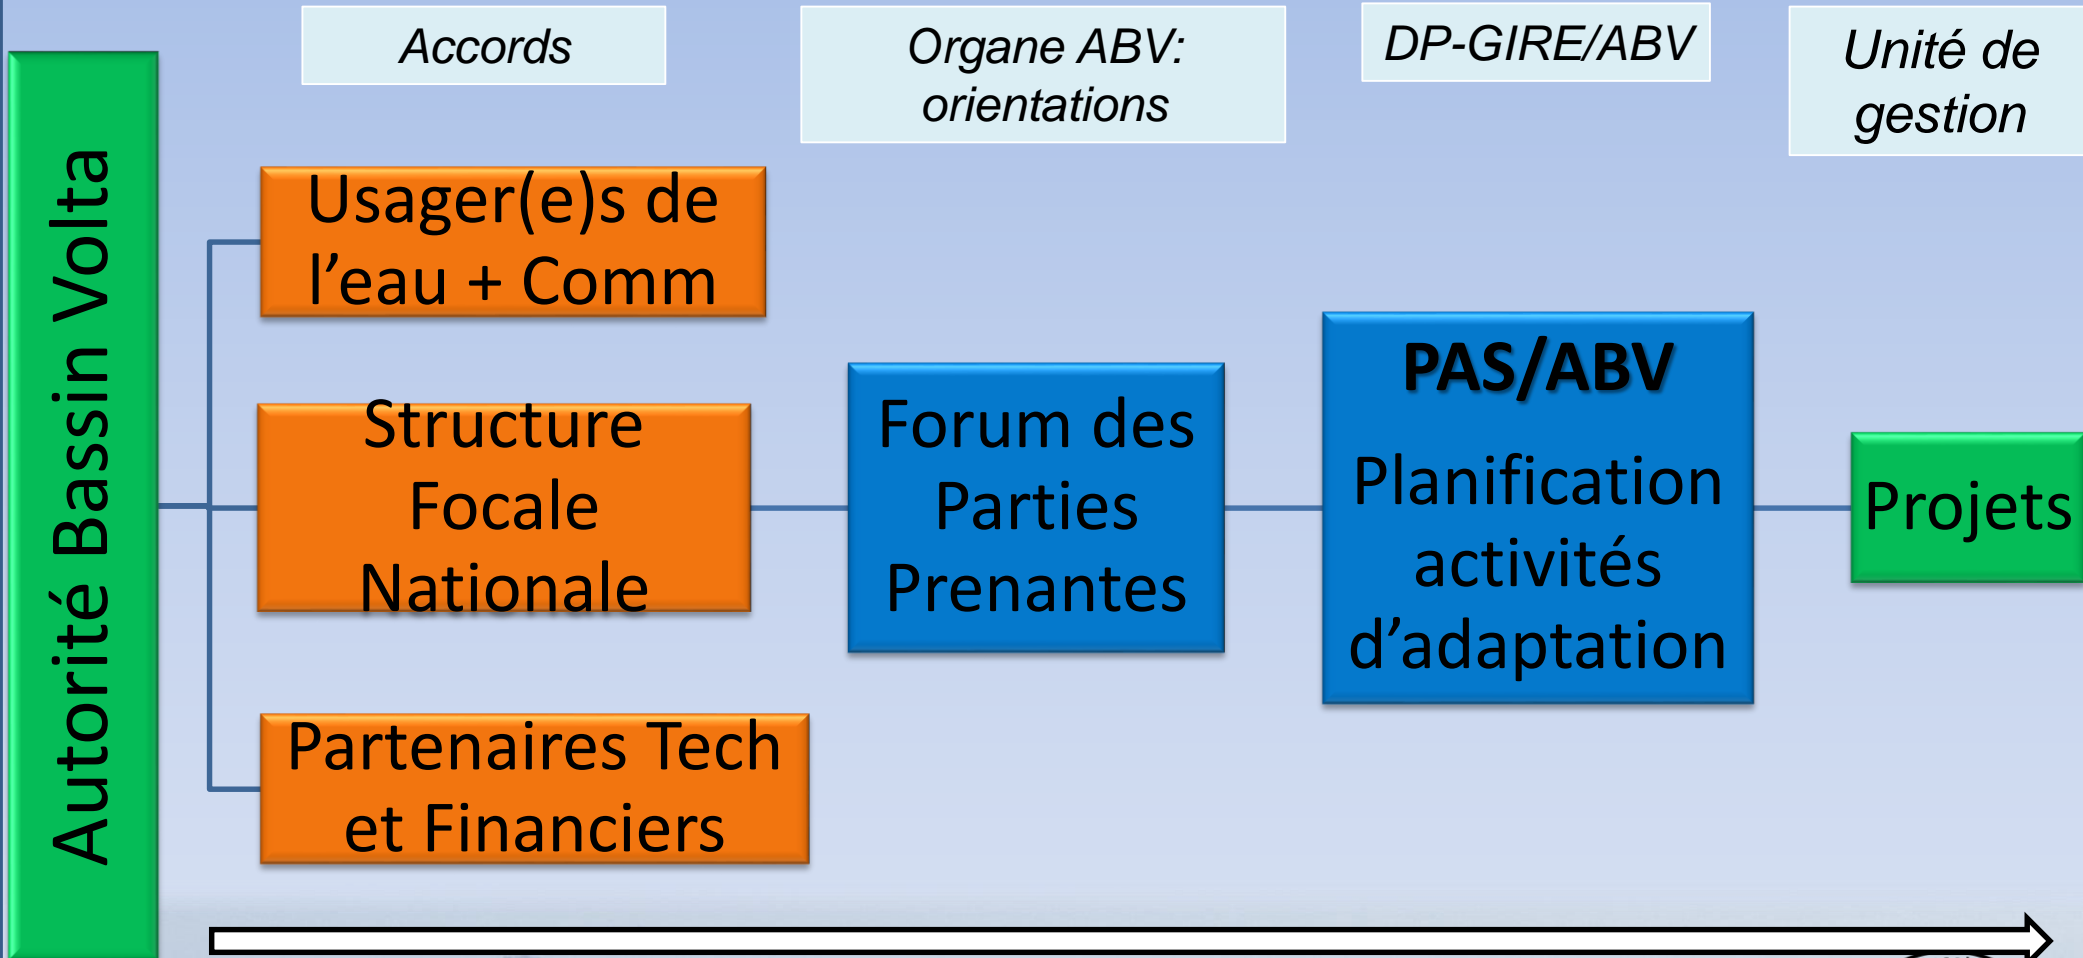 Accords
Organe ABV:
orientations
DP-GIRE/ABV
Unité de
gestion
Autorité Bassin Volta
Usager(e)s de
l’eau + Comm
Structure
Focale
Nationale
Partenaires Tech
et Financiers
Forum des
Parties
Prenantes
PAS/ABV
Planification
activités
d’adaptation
Projets